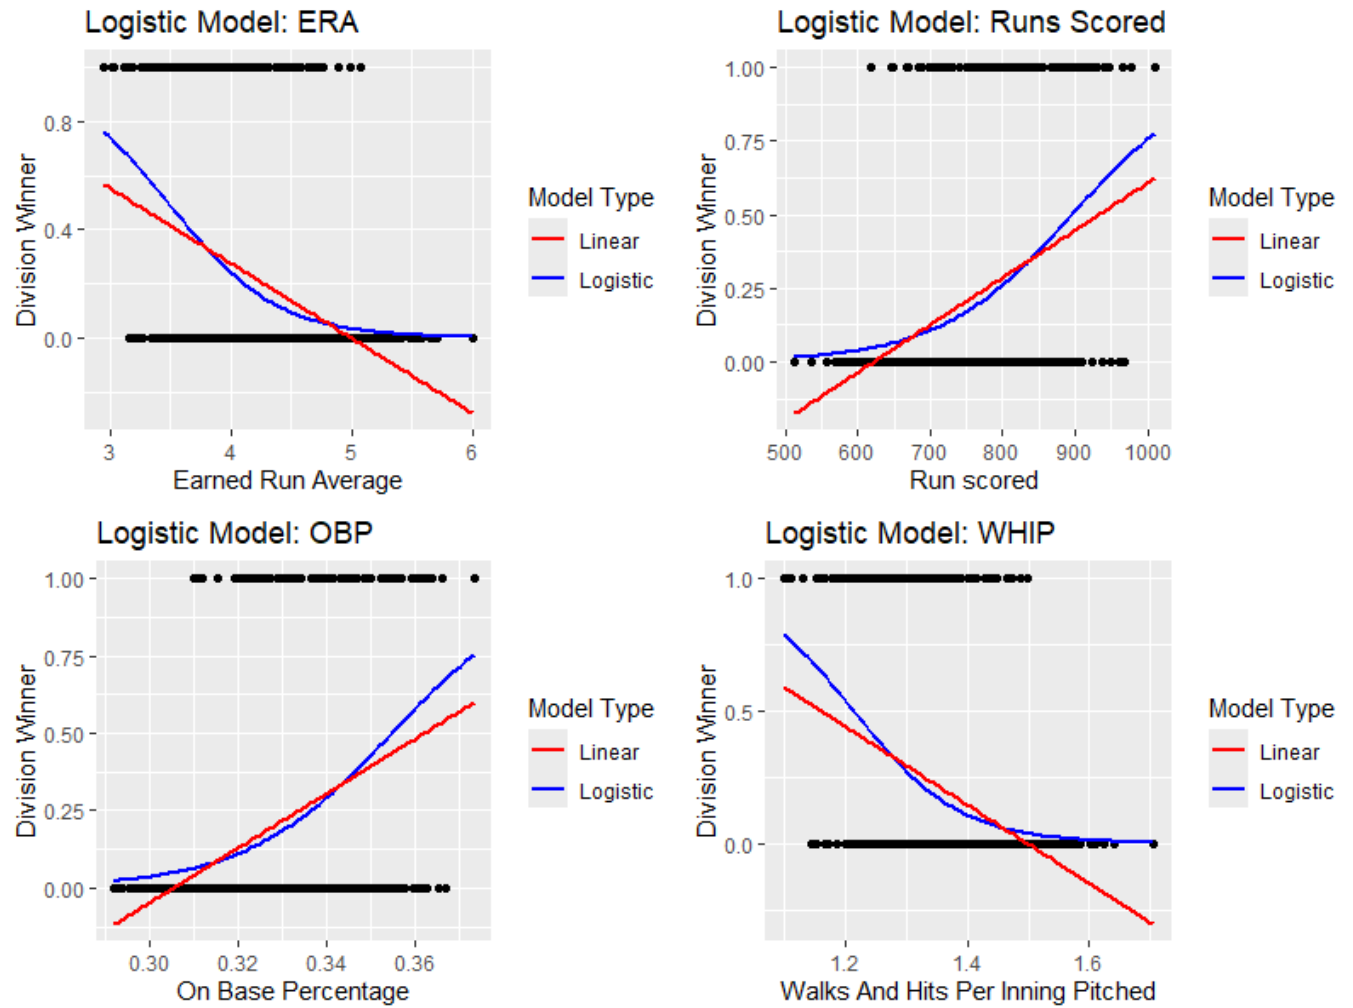 Logistic Model: ERA
Division Winner
0.8
0.4
0.0
3 4 5 6
Earned Run Average
Model Type
Linear
Logistic
Logistic Model: Runs Scored
Division Winner
1.00
0.75
0.50
0.25
0.00
500 600 700 800 900 1000
Run scored
Model Type
Linear
Logistic
Logistic Model: OBP
Division Winner
1.00
0.75
0.50
0.25
0.00
0.30 0.32 0.34 0.36
On Base Percentage
Model Type
Linear
Logistic
Logistic Model: WHIP
Division Winner
1.0
0.5
0.0
1.2 1.4 1.6
Walks And Hits Per Inning Pitched
Model Type
Linear
Logistic